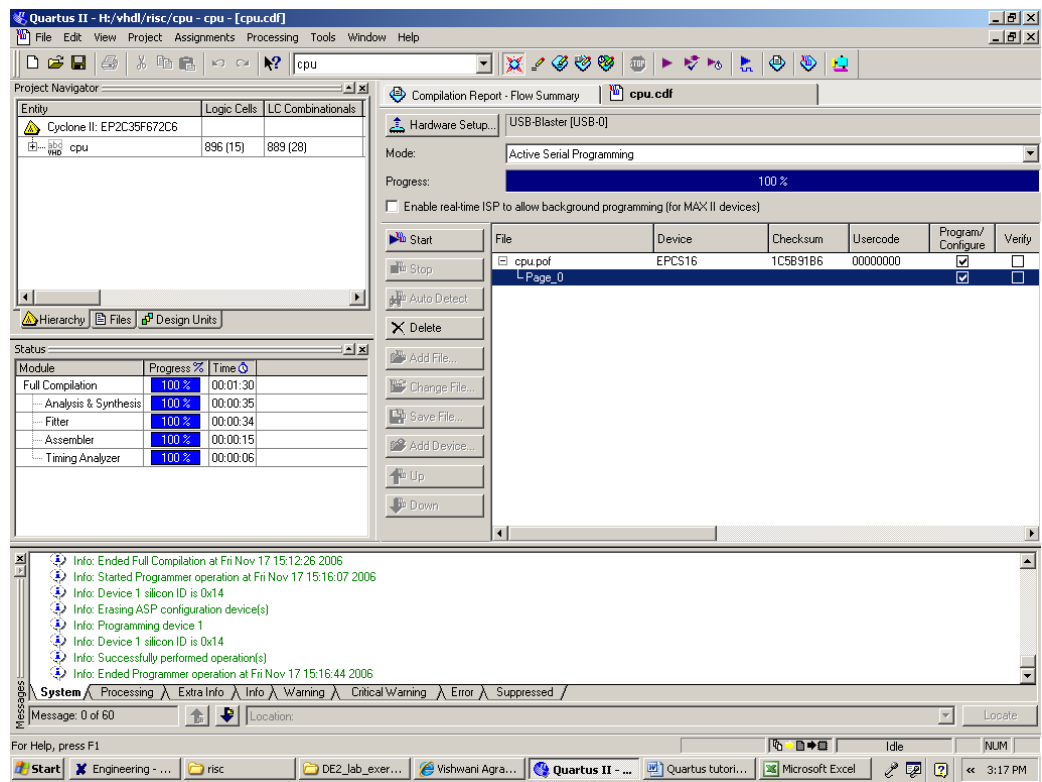 Quartus II - H:/vhdl/risc/cpu - cpu - [cpu.cdf]
File Edit View Project Assignments Processing Tools Window Help
cpu
STOP
Project Navigator
Entity Logic Cells LC Combinationals
Cyclone II: EP2C35F672C6
abd VHD cpu 896 (15) 889 (28)
Hierarchy Files Design Units
Status
Module Progress % Time
Full Compilation 100 % 00:01:30
Analysis & Synthesis 100 % 00:00:35
Fitter 100 % 00:00:34
Assembler 100 % 00:00:15
Timing Analyzer 100 % 00:00:06
Compilation Report - Flow Summary cpu.cdf
Hardware Setup... USB-Blaster [USB-0]
Mode: Active Serial Programming
Progress: 100 %
Enable real-time ISP to allow background programming (for MAX II devices)
Start
Stop
Auto Detect
Delete
Add File...
Change File...
Save File...
Add Device...
Up
Down
File Device Checksum Usercode Program/ Configure Verify
cpu.pof EPCS16 1C5B91B6 00000000
Page_0
Info: Ended Full Compilation at Fri Nov 17 15:12:26 2006
Info: Started Programmer operation at Fri Nov 17 15:16:07 2006
Info: Device 1 silicon ID is 0x14
Info: Erasing ASP configuration device(s)
Info: Programming device 1
Info: Device 1 silicon ID is 0x14
Info: Successfully performed operation(s)
Info: Ended Programmer operation at Fri Nov 17 15:16:44 2006
System Processing Extra Info Info Warning Critical Warning Error Suppressed
Messages
Message: 0 of 60 Location: Locate
For Help, press F1 Idle NUM
Start Engineering - ... risc DE2_lab_exer... Vishwani Agra... Quartus II - ... Quartus tutori... Microsoft Excel « 3:17 PM